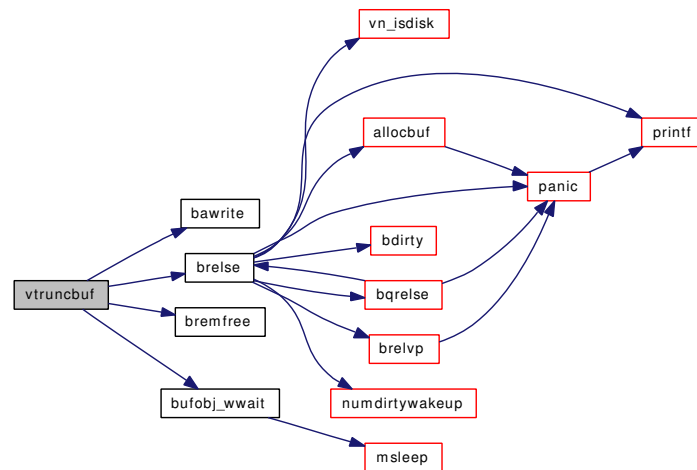 vn_isdisk
allocbuf
printf
panic
bawrite
bdirty
brelse
vtruncbuf
bqrelse
bremfree
brelvp
bufobj_wwait
numdirtywakeup
msleep